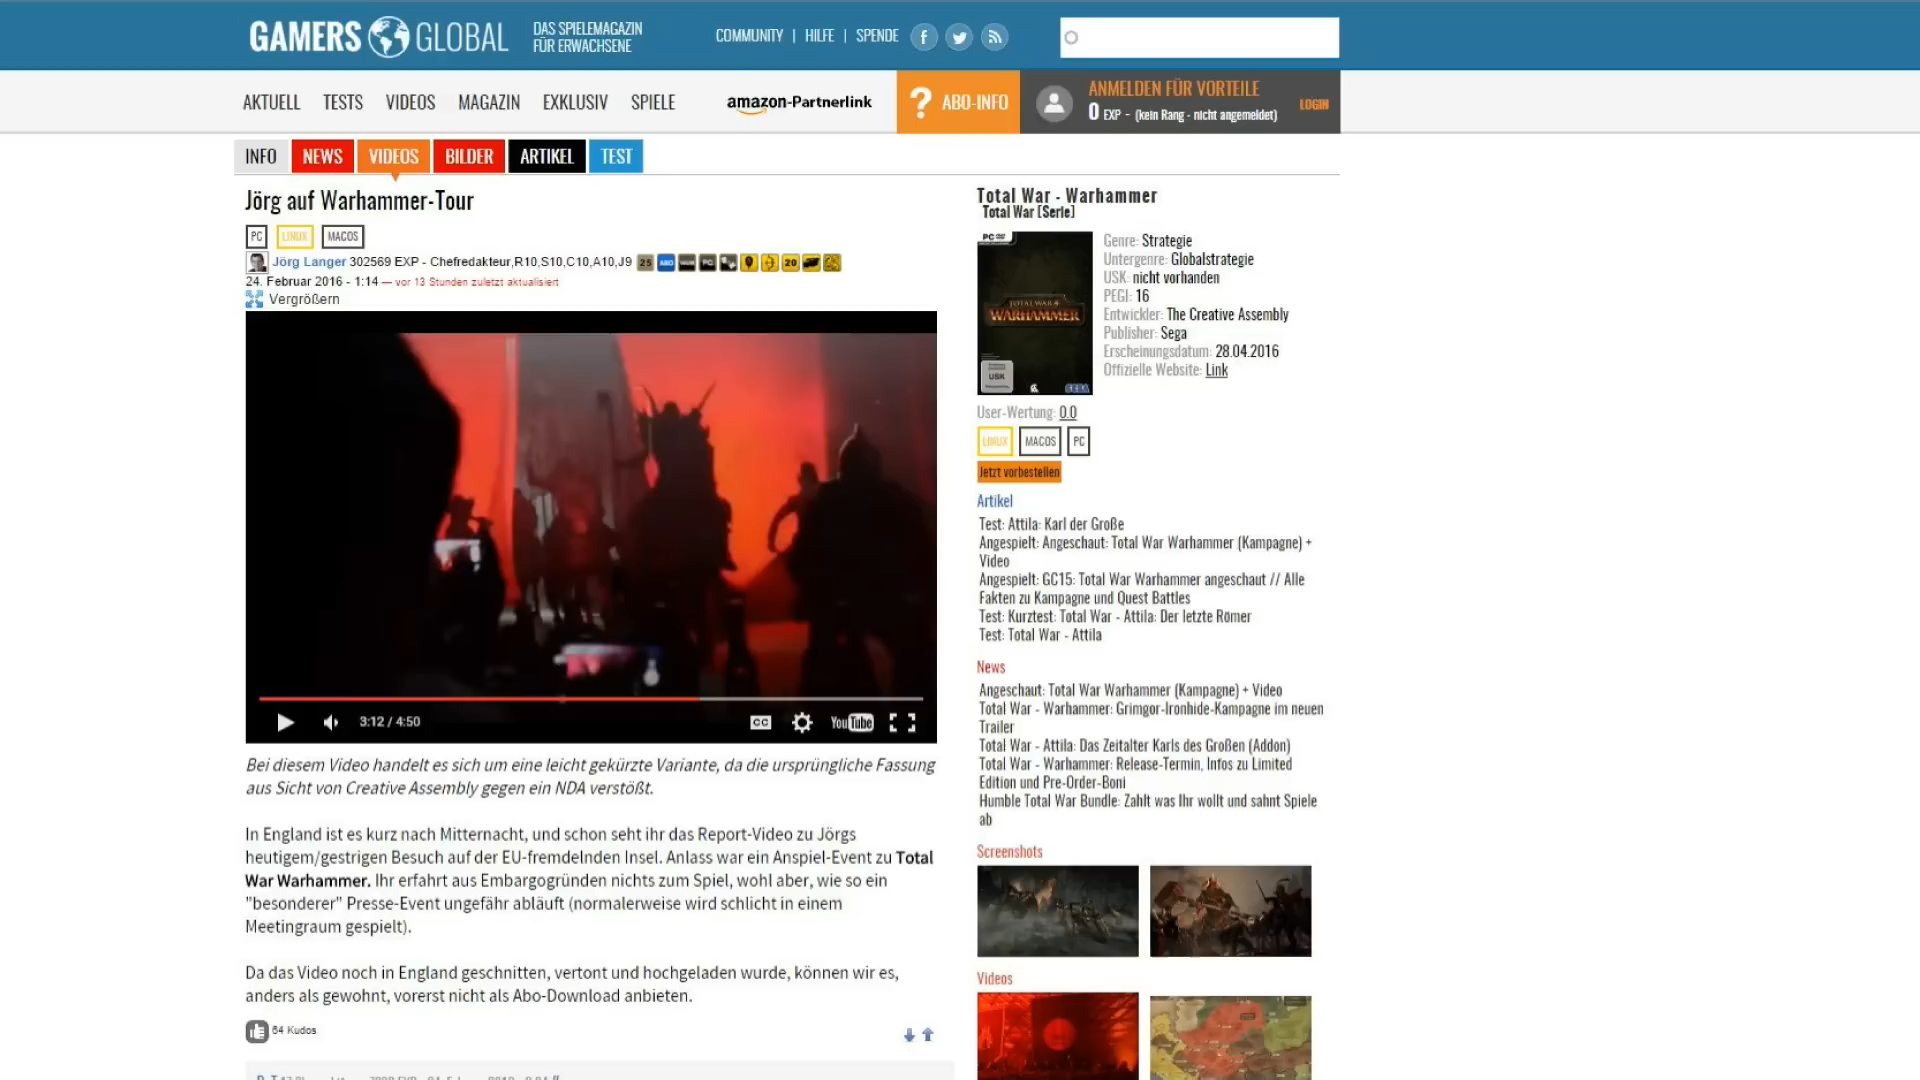 GAMERS GLOBAL
DAS SPIELEMAGAZIN
FÜR ERWACHSENE
COMMUNITY | HILFE | SPENDE
AKTUELL TESTS VIDEOS MAGAZIN EXKLUSIV SPIELE
amazon-Partnerlink
? ABO-INFO
ANMELDEN FÜR VORTEILE
0 EXP - (kein Rang - nicht angemeldet)
LOGIN
INFO NEWS VIDEOS BILDER ARTIKEL TEST
Jörg auf Warhammer-Tour
PC LINUX MACOS
Jörg Langer 302569 EXP - Chefredakteur,R10,S10,C10,A10,J9
25 ABO PC 20
24. Februar 2016 - 1:14 — vor 13 Stunden zuletzt aktualisiert
Vergrößern
3:12 / 4:50
CC YouTube
Bei diesem Video handelt es sich um eine leicht gekürzte Variante, da die ursprüngliche Fassung
aus Sicht von Creative Assembly gegen ein NDA verstößt.
In England ist es kurz nach Mitternacht, und schon seht ihr das Report-Video zu Jörgs
heutigem/gestrigen Besuch auf der EU-fremdelnden Insel. Anlass war ein Anspiel-Event zu Total
War Warhammer. Ihr erfahrt aus Embargogründen nichts zum Spiel, wohl aber, wie so ein
"besonderer" Presse-Event ungefähr abläuft (normalerweise wird schlicht in einem
Meetingraum gespielt).
Da das Video noch in England geschnitten, vertont und hochgeladen wurde, können wir es,
anders als gewohnt, vorerst nicht als Abo-Download anbieten.
64 Kudos
Total War - Warhammer
Total War [Serie]
PC
TOTAL WAR
WARHAMMER
USK
SEGA
Genre: Strategie
Untergenre: Globalstrategie
USK: nicht vorhanden
PEGI: 16
Entwickler: The Creative Assembly
Publisher: Sega
Erscheinungsdatum: 28.04.2016
Offizielle Website: Link
User-Wertung: 0.0
LINUX MACOS PC
Jetzt vorbestellen
Artikel
Test: Attila: Karl der Große
Angespielt: Angeschaut: Total War Warhammer (Kampagne) +
Video
Angespielt: GC15: Total War Warhammer angeschaut // Alle
Fakten zu Kampagne und Quest Battles
Test: Kurztest: Total War - Attila: Der letzte Römer
Test: Total War - Attila
News
Angeschaut: Total War Warhammer (Kampagne) + Video
Total War - Warhammer: Grimgor-Ironhide-Kampagne im neuen
Trailer
Total War - Attila: Das Zeitalter Karls des Großen (Addon)
Total War - Warhammer: Release-Termin, Infos zu Limited
Edition und Pre-Order-Boni
Humble Total War Bundle: Zahlt was Ihr wollt und sahnt Spiele
ab
Screenshots
Videos